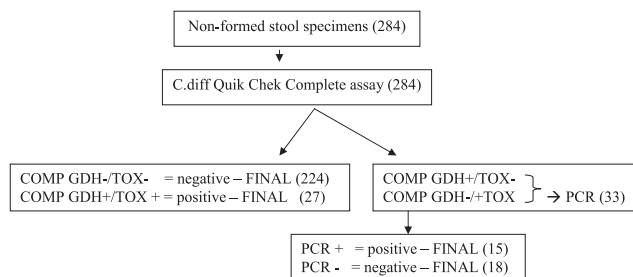 Non-formed stool specimens (284)
C.diff Quik Chek Complete assay (284)
COMP GDH-/TOX- = negative – FINAL (224)
COMP GDH+/TOX + = positive – FINAL (27)
COMP GDH+/TOX-
COMP GDH-/+TOX → PCR (33)
PCR + = positive – FINAL (15)
PCR - = negative – FINAL (18)